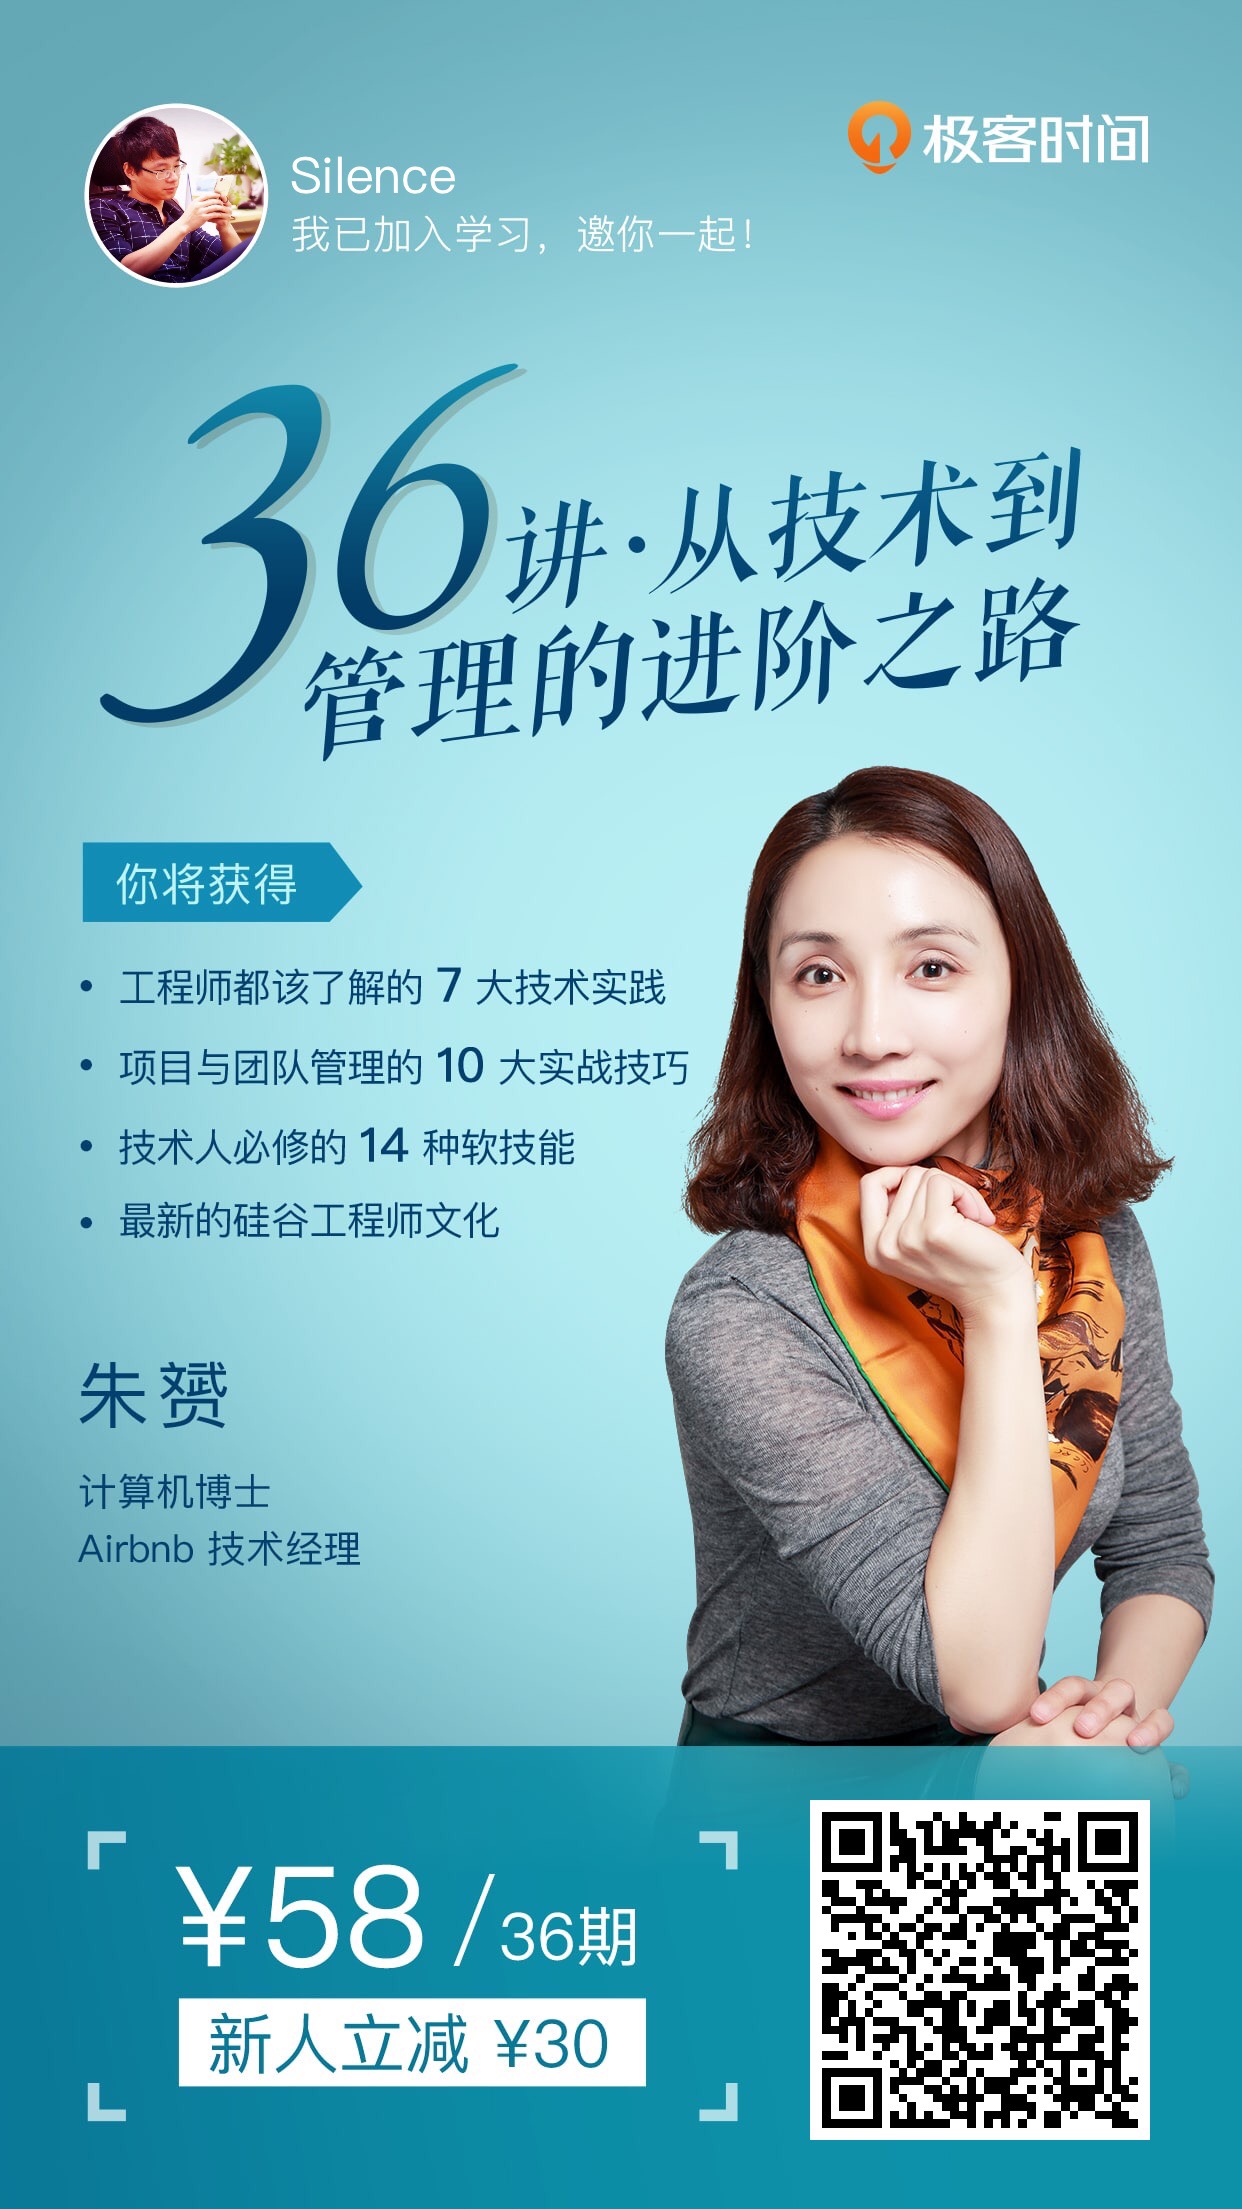 Silence
我已加入学习，邀你一起！
极客时间
36讲·从技术到
管理的进阶之路
你将获得
• 工程师都该了解的 7 大技术实践
• 项目与团队管理的 10 大实战技巧
• 技术人必修的 14 种软技能
• 最新的硅谷工程师文化
朱赟
计算机博士
Airbnb 技术经理
¥58 /36期
新人立减 ¥30